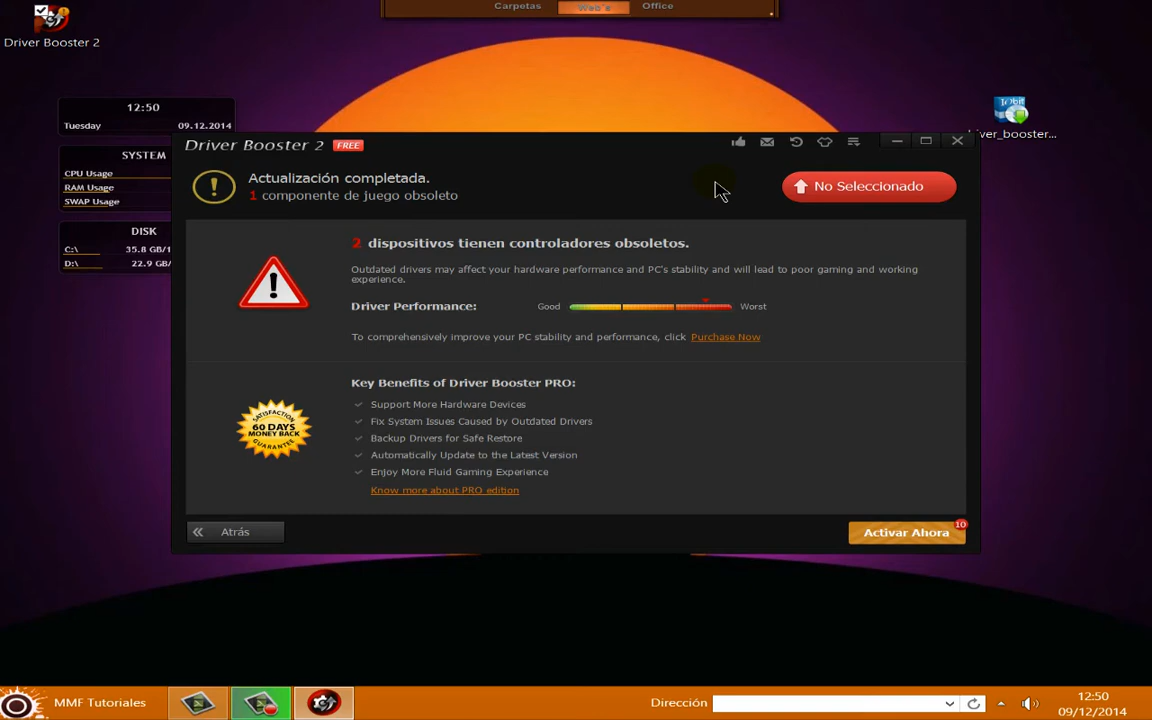 Carpetas
Web's
Office
Driver Booster 2
12:50
Tuesday
09.12.2014
SYSTEM
CPU Usage
RAM Usage
SWAP Usage
DISK
C:\
35.8 GB/1
D:\
22.9 GB/
IObit
Driver Booster 2
FREE
Actualización completada.
1 componente de juego obsoleto
No Seleccionado
2 dispositivos tienen controladores obsoletos.
Outdated drivers may affect your hardware performance and PC's stability and will lead to poor gaming and working
experience.
Driver Performance:
Good
Worst
To comprehensively improve your PC stability and performance, click Purchase Now
SATISFACTION
60 DAYS
MONEY BACK
GUARANTEE
Key Benefits of Driver Booster PRO:
Support More Hardware Devices
Fix System Issues Caused by Outdated Drivers
Backup Drivers for Safe Restore
Automatically Update to the Latest Version
Enjoy More Fluid Gaming Experience
Know more about PRO edition
Atrás
Activar Ahora
10
MMF Tutoriales
Dirección
12:50
09/12/2014